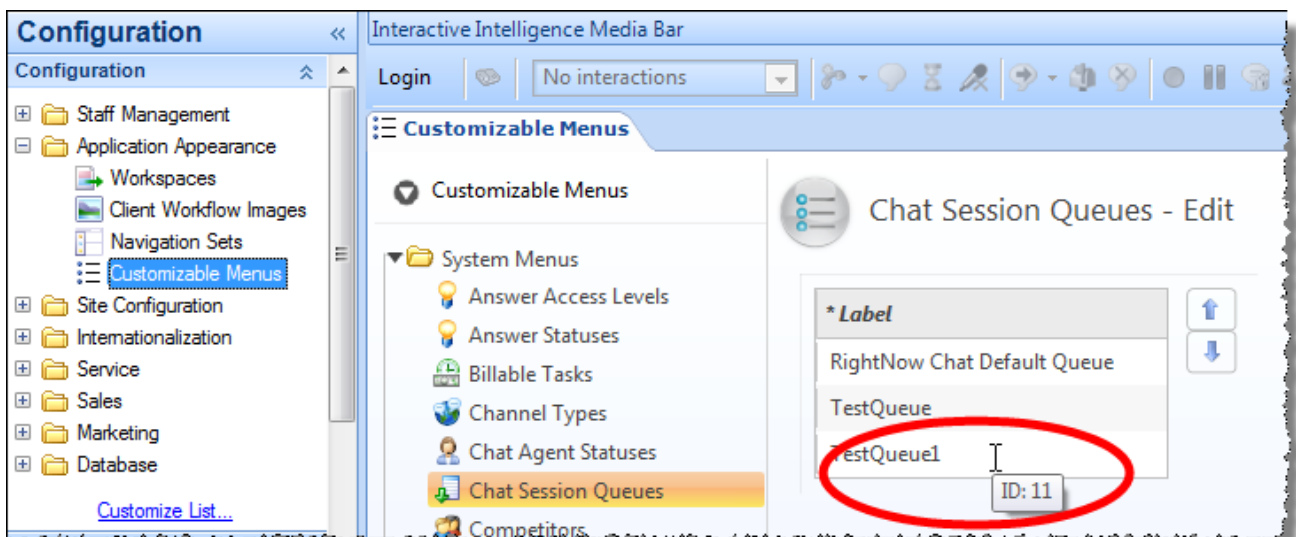 Configuration
Configuration
Staff Management
Application Appearance
Workspaces
Client Workflow Images
Navigation Sets
Customizable Menus
Site Configuration
Internationalization
Service
Sales
Marketing
Database
Customize List...
Interactive Intelligence Media Bar
Login
No interactions
Customizable Menus
Customizable Menus
System Menus
Answer Access Levels
Answer Statuses
Billable Tasks
Channel Types
Chat Agent Statuses
Chat Session Queues
Competitors
Chat Session Queues - Edit
* Label
RightNow Chat Default Queue
TestQueue
TestQueue1
ID: 11